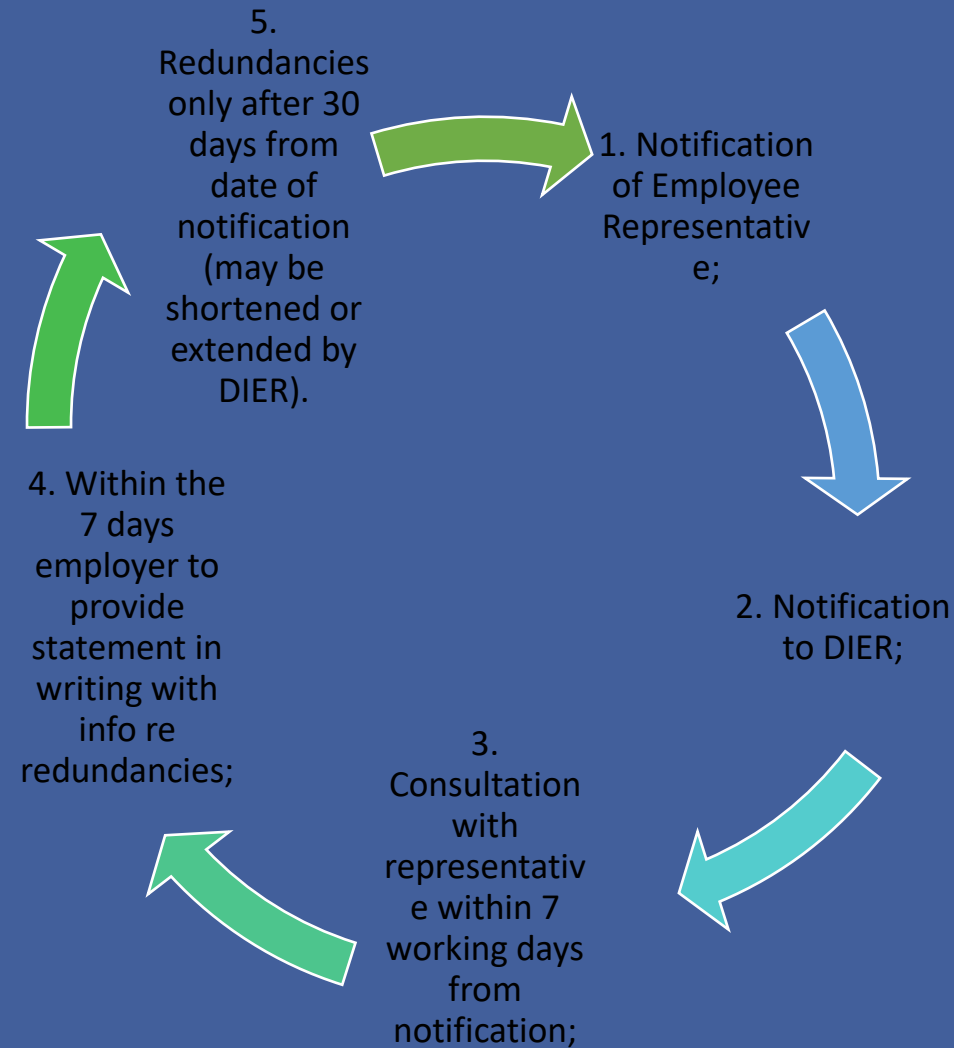 1. Notification
of Employee
Representativ
e;
2. Notification
to DIER;
3.
Consultation
with
representativ
e within 7
working days
from
notification;
4. Within the
7 days
employer to
provide
statement in
writing with
info re
redundancies;
5.
Redundancies
only after 30
days from
date of
notification
(may be
shortened or
extended by
DIER).